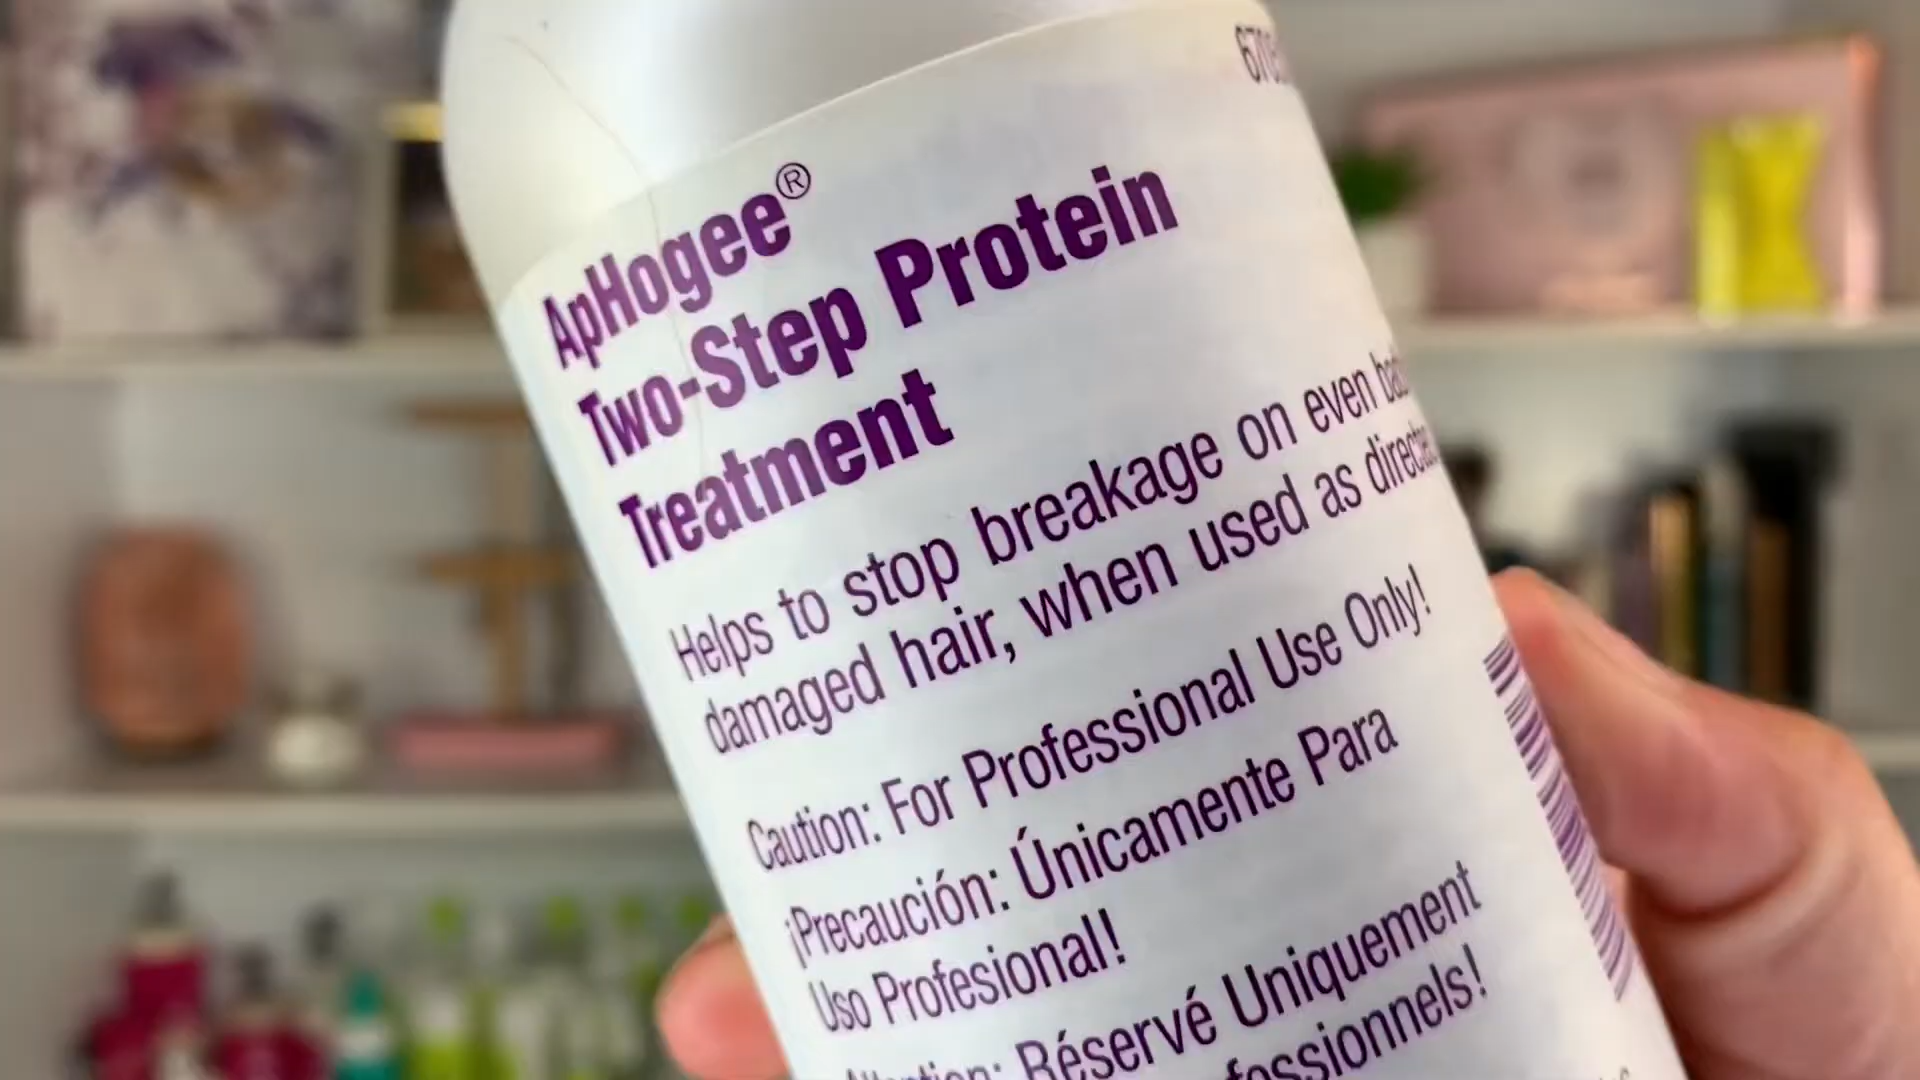 ApHogee®
Two-Step Protein
Treatment
Helps to stop breakage on even
damaged hair, when used as
Caution: For Professional Use Only!
¡Precaución: Únicamente Para
Uso Profesional!
Réservé Uniquement